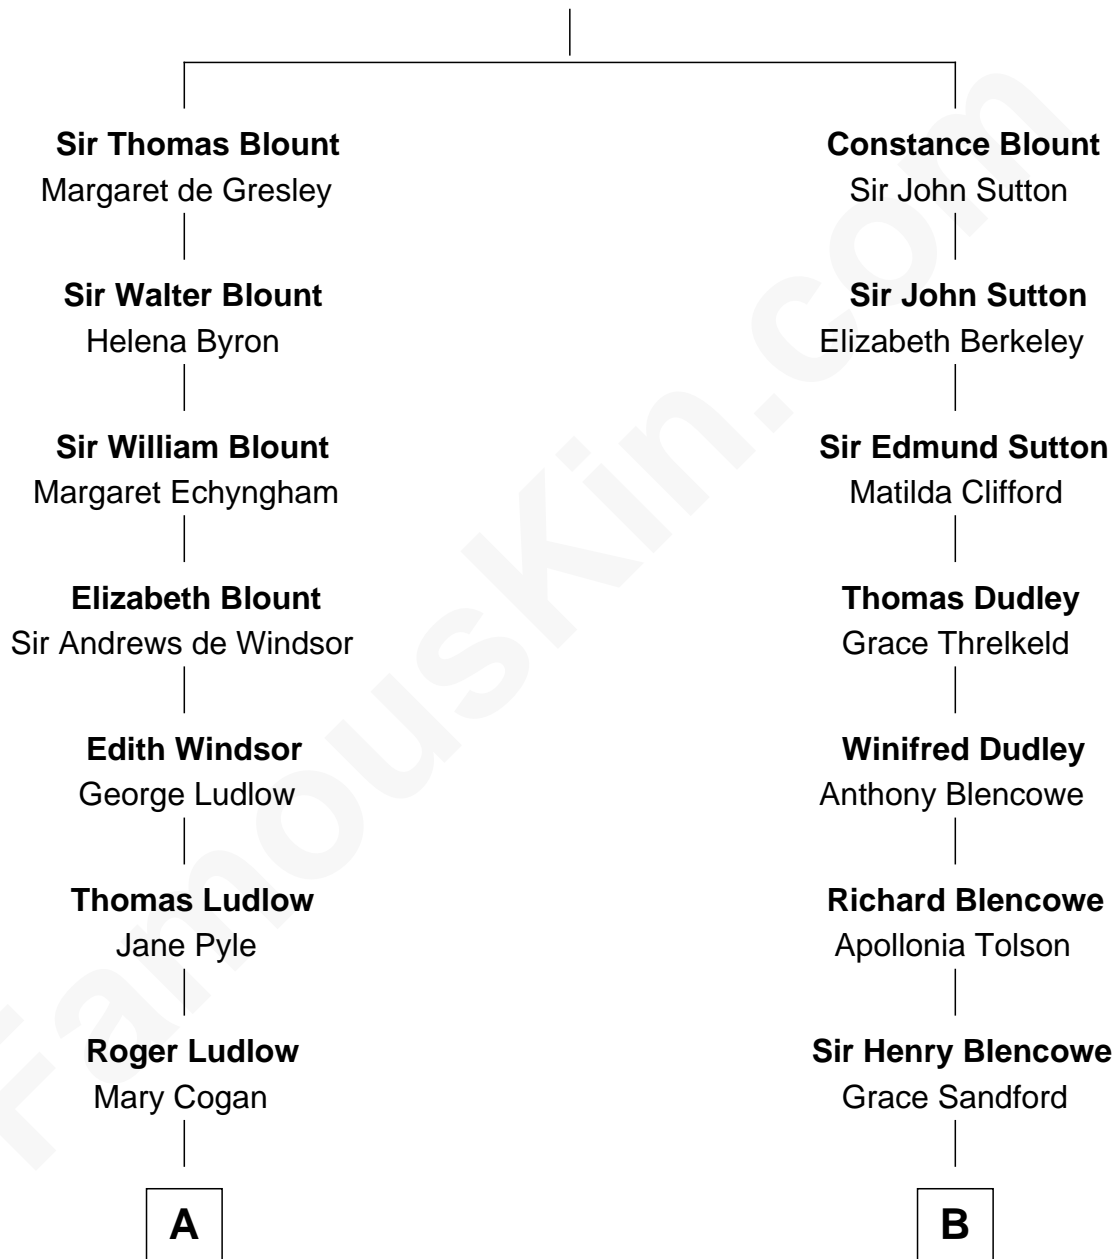 Sir Thomas Blount
Margaret de Gresley
Constance Blount
Sir John Sutton
Sir Walter Blount
Helena Byron
Sir John Sutton
Elizabeth Berkeley
Sir William Blount
Margaret Echyngham
Sir Edmund Sutton
Matilda Clifford
Elizabeth Blount
Sir Andrews de Windsor
Thomas Dudley
Grace Threlkeld
Edith Windsor
George Ludlow
Winifred Dudley
Anthony Blencowe
Thomas Ludlow
Jane Pyle
Richard Blencowe
Apollonia Tolson
Roger Ludlow
Mary Cogan
Sir Henry Blencowe
Grace Sandford
A
B
FamousKin.com